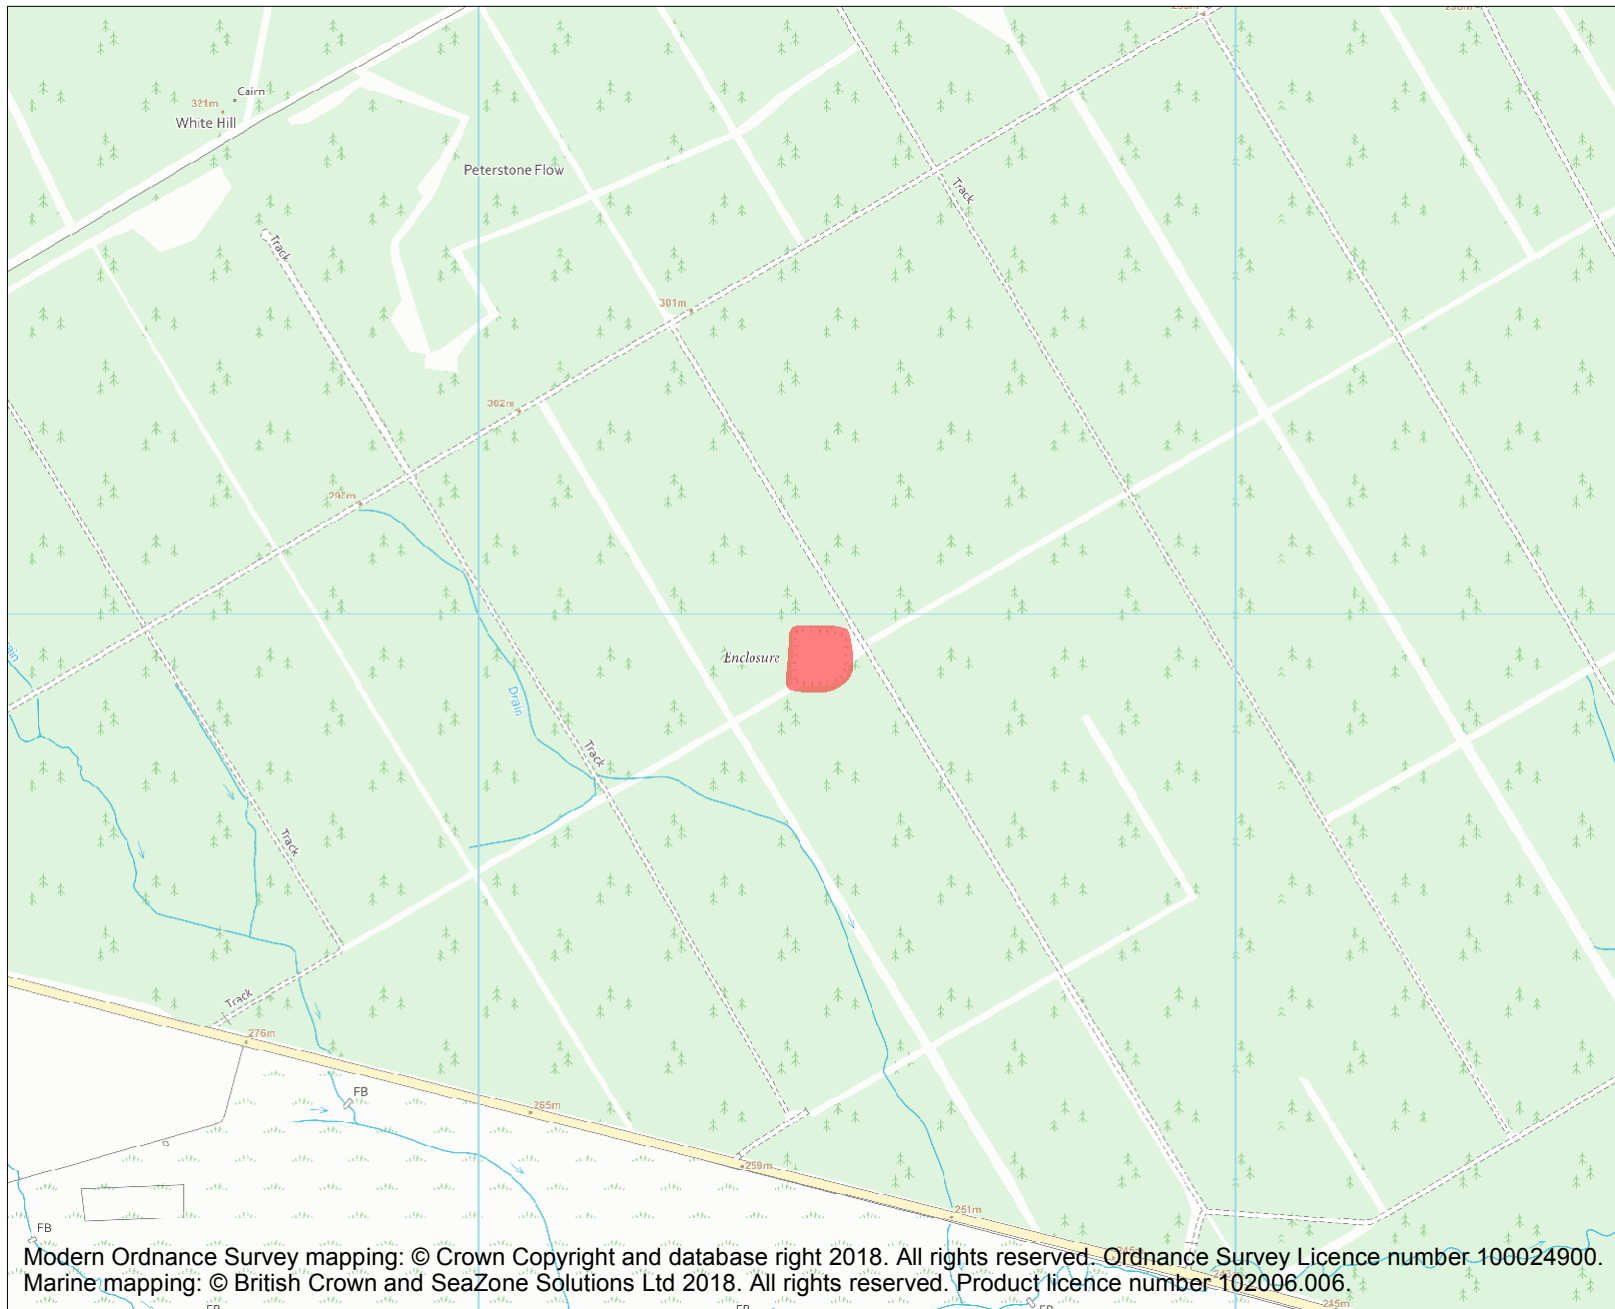 Cairn
321m
White Hill
Peterstone Flow
Track
Track
301m
302m
297m
Enclosure
Drain
Track
Track
Track
276m
FB
265m
259m
251m
FB
Modern Ordnance Survey mapping: © Crown Copyright and database right 2018. All rights reserved. Ordnance Survey Licence number 100024900.
Marine mapping: © British Crown and SeaZone Solutions Ltd 2018. All rights reserved. Product licence number 102006.006.
245m